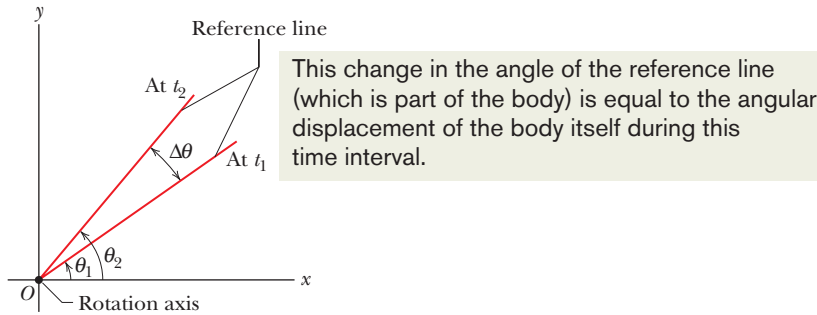 y
Reference line
At t₂
This change in the angle of the reference line
(which is part of the body) is equal to the angular
displacement of the body itself during this
time interval.
Δθ
At t₁
θ₂
θ₁
x
O
Rotation axis